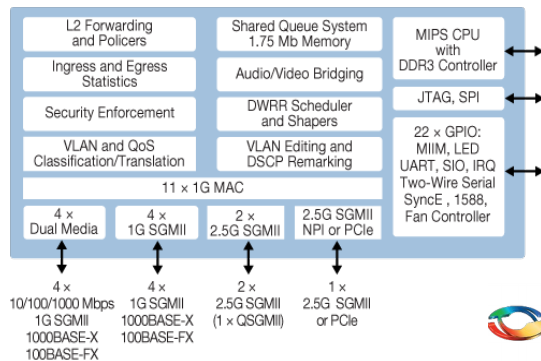 L2 Forwarding
and Policers
Shared Queue System
1.75 Mb Memory
MIPS CPU
with
DDR3 Controller
Ingress and Egress
Statistics
Audio/Video Bridging
JTAG, SPI
Security Enforcement
DWRR Scheduler
and Shapers
22 × GPIO:
MIIM, LED
UART, SIO, IRQ
Two-Wire Serial
SyncE , 1588,
Fan Controller
VLAN and QoS
Classification/Translation
VLAN Editing and
DSCP Remarking
11 × 1G MAC
4 ×
Dual Media
4 ×
1G SGMII
2 ×
2.5G SGMII
2.5G SGMII
NPI or PCIe
4 ×
10/100/1000 Mbps
1G SGMII
1000BASE-X
100BASE-FX
4 ×
1G SGMII
1000BASE-X
100BASE-FX
2 ×
2.5G SGMII
(1 × QSGMII)
1 ×
2.5G SGMII
or PCIe